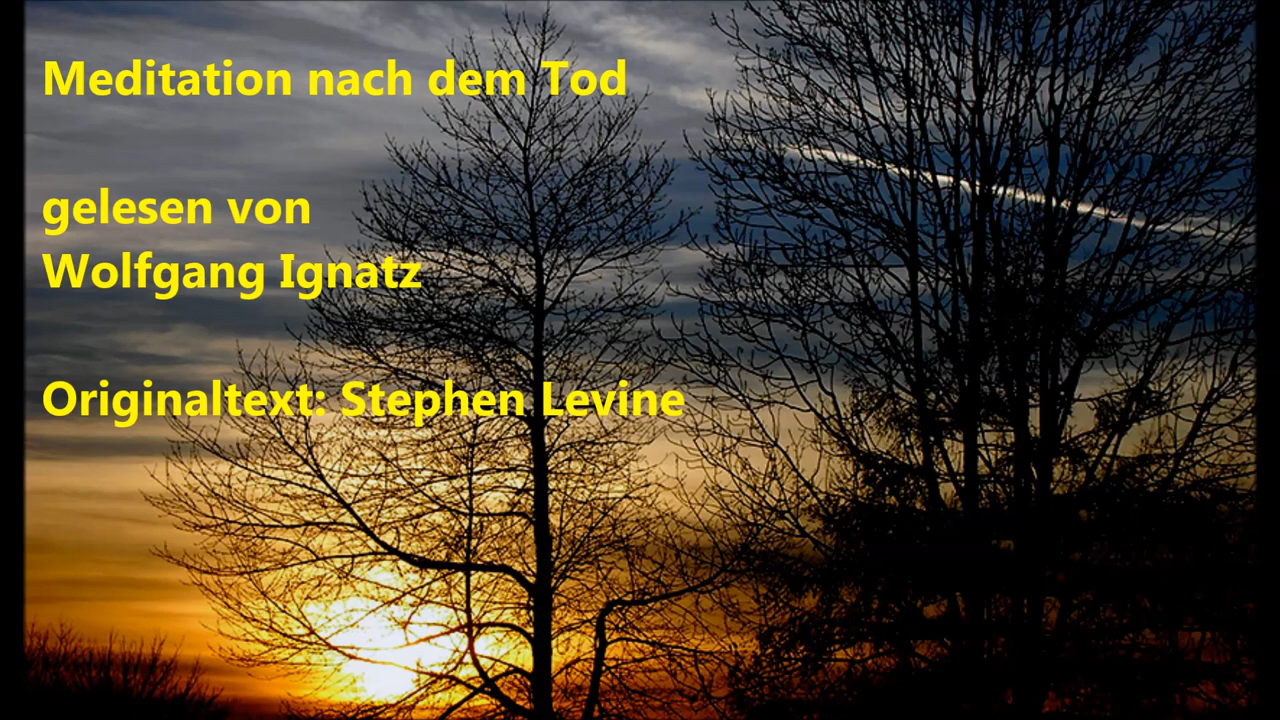 Meditation nach dem Tod
gelesen von
Wolfgang Ignatz
Originaltext: Stephen Levine